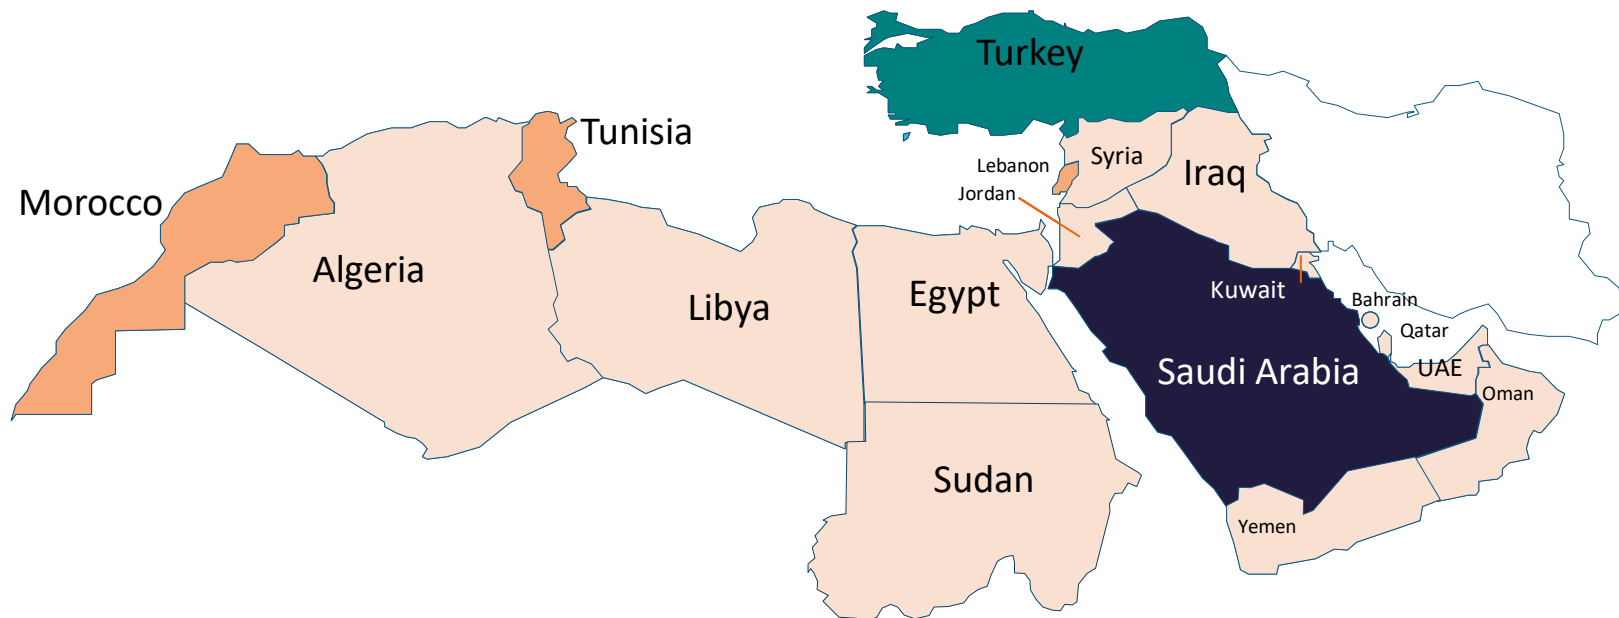 Turkey
Tunisia
Syria
Lebanon
Iraq
Jordan
Morocco
Algeria
Kuwait
Egypt
Libya
Bahrain
Qatar
Saudi Arabia
UAE
Oman
Sudan
Yemen